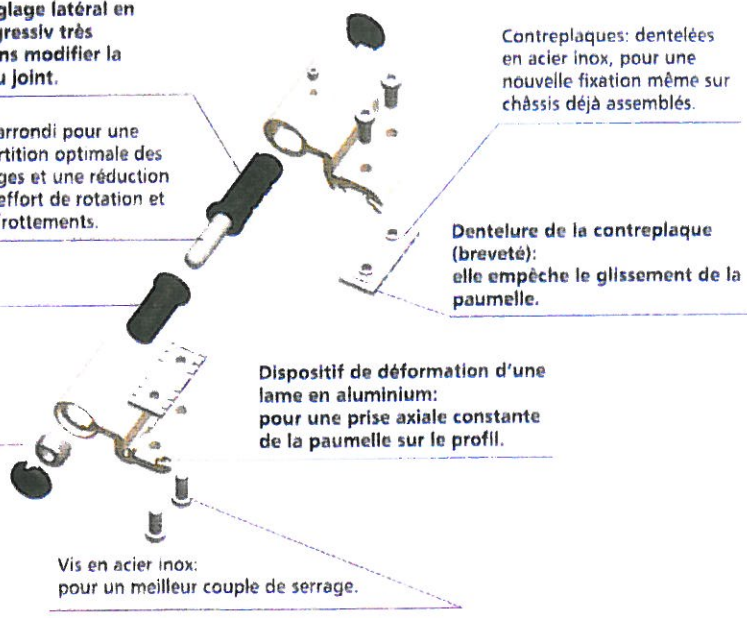 glage latéral en
gressiv très
ns modifier la
u joint.
arrondi pour une
rtition optimale des
ges et une réduction
effort de rotation et
rottements.
Contreplaques: dentelées
en acier inox, pour une
nouvelle fixation même sur
châssis déjà assemblés.
Dentelure de la contreplaque
(breveté):
elle empêche le glissement de la
paumelle.
Dispositif de déformation d'une
lame en aluminium:
pour une prise axiale constante
de la paumelle sur le profil.
Vis en acier inox:
pour un meilleur couple de serrage.